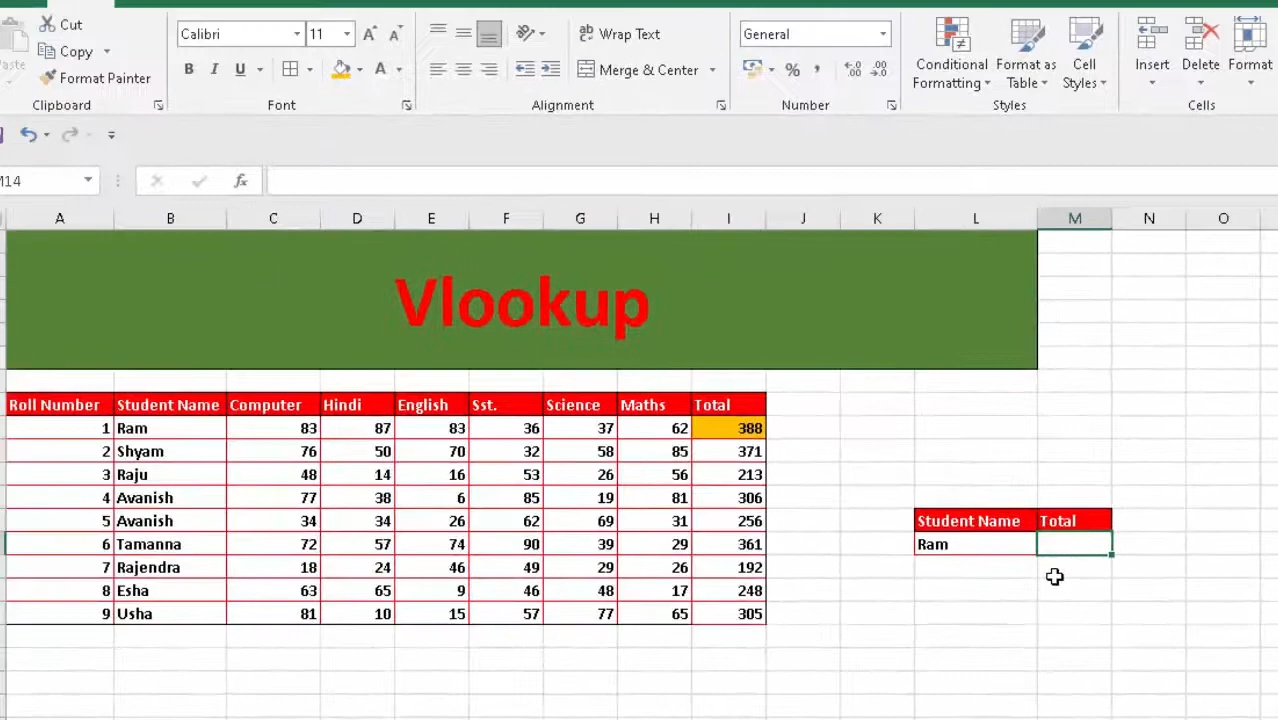 Cut
Calibri 11
Wrap Text
General
Copy
Conditional Formatting
Format as Table
Cell Styles
Insert
Delete
Format
Paste
Format Painter
B I U
Merge & Center
%
Clipboard
Font
Alignment
Number
Styles
Cells
M14
fx
A B C D E F G H I J K L M N O
Vlookup
Roll Number Student Name Computer Hindi English Sst. Science Maths Total
1 Ram 83 87 83 36 37 62 388
2 Shyam 76 50 70 32 58 85 371
3 Raju 48 14 16 53 26 56 213
4 Avanish 77 38 6 85 19 81 306
5 Avanish 34 34 26 62 69 31 256
Student Name Total
6 Tamanna 72 57 74 90 39 29 361
Ram
7 Rajendra 18 24 46 49 29 26 192
8 Esha 63 65 9 46 48 17 248
9 Usha 81 10 15 57 77 65 305